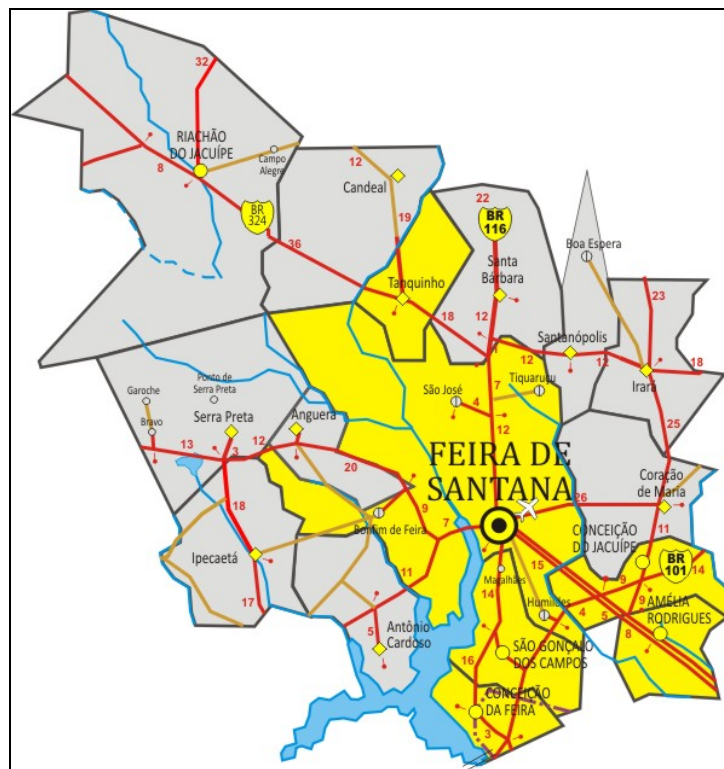 32
RIACHÃO
DO JACUÍPE
Campo
Alegre
8
BR
324
36
12
Candeal
19
22
BR
116
Boa Espera
Tanquinho
Santa
Bárbara
18
12
Santanópolis
23
12
12
18
Irará
7
São José
Tiquaruçu
4
12
25
Garoche
Ponto de
Serra Preta
Bravo
Serra Preta
Anguera
13
3
12
20
FEIRA DE
SANTANA
Coração
de Maria
26
18
9
Bonfim de Feira
7
11
CONCEIÇÃO
DO JACUÍPE
Ipecaetá
11
Magalhães
15
BR
101
14
9
14
Humildes
9
AMÉLIA
RODRIGUES
17
5
Antônio
Cardoso
4
5
8
SÃO GONÇALO
DOS CAMPOS
16
CONCEIÇÃO
DA FEIRA
3